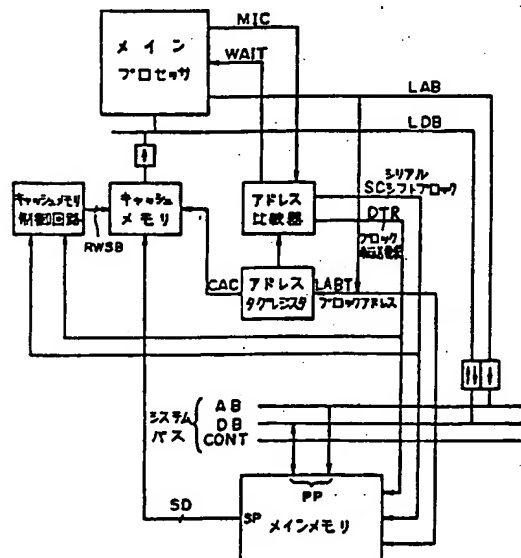 メイン
プロセッサ
MIC
WAIT
LAB
LDB
キャッシュメモリ
制御回路
RWSB
キャッシュ
メモリ
アドレス
比較器
シリアル
SCシフトブロック
DTR
ブロック
CAC
アドレス
タグレジスタ
LABT
ブロックアドレス
システム
バス
AB
DB
CONT
PP
SD
SP
メインメモリ